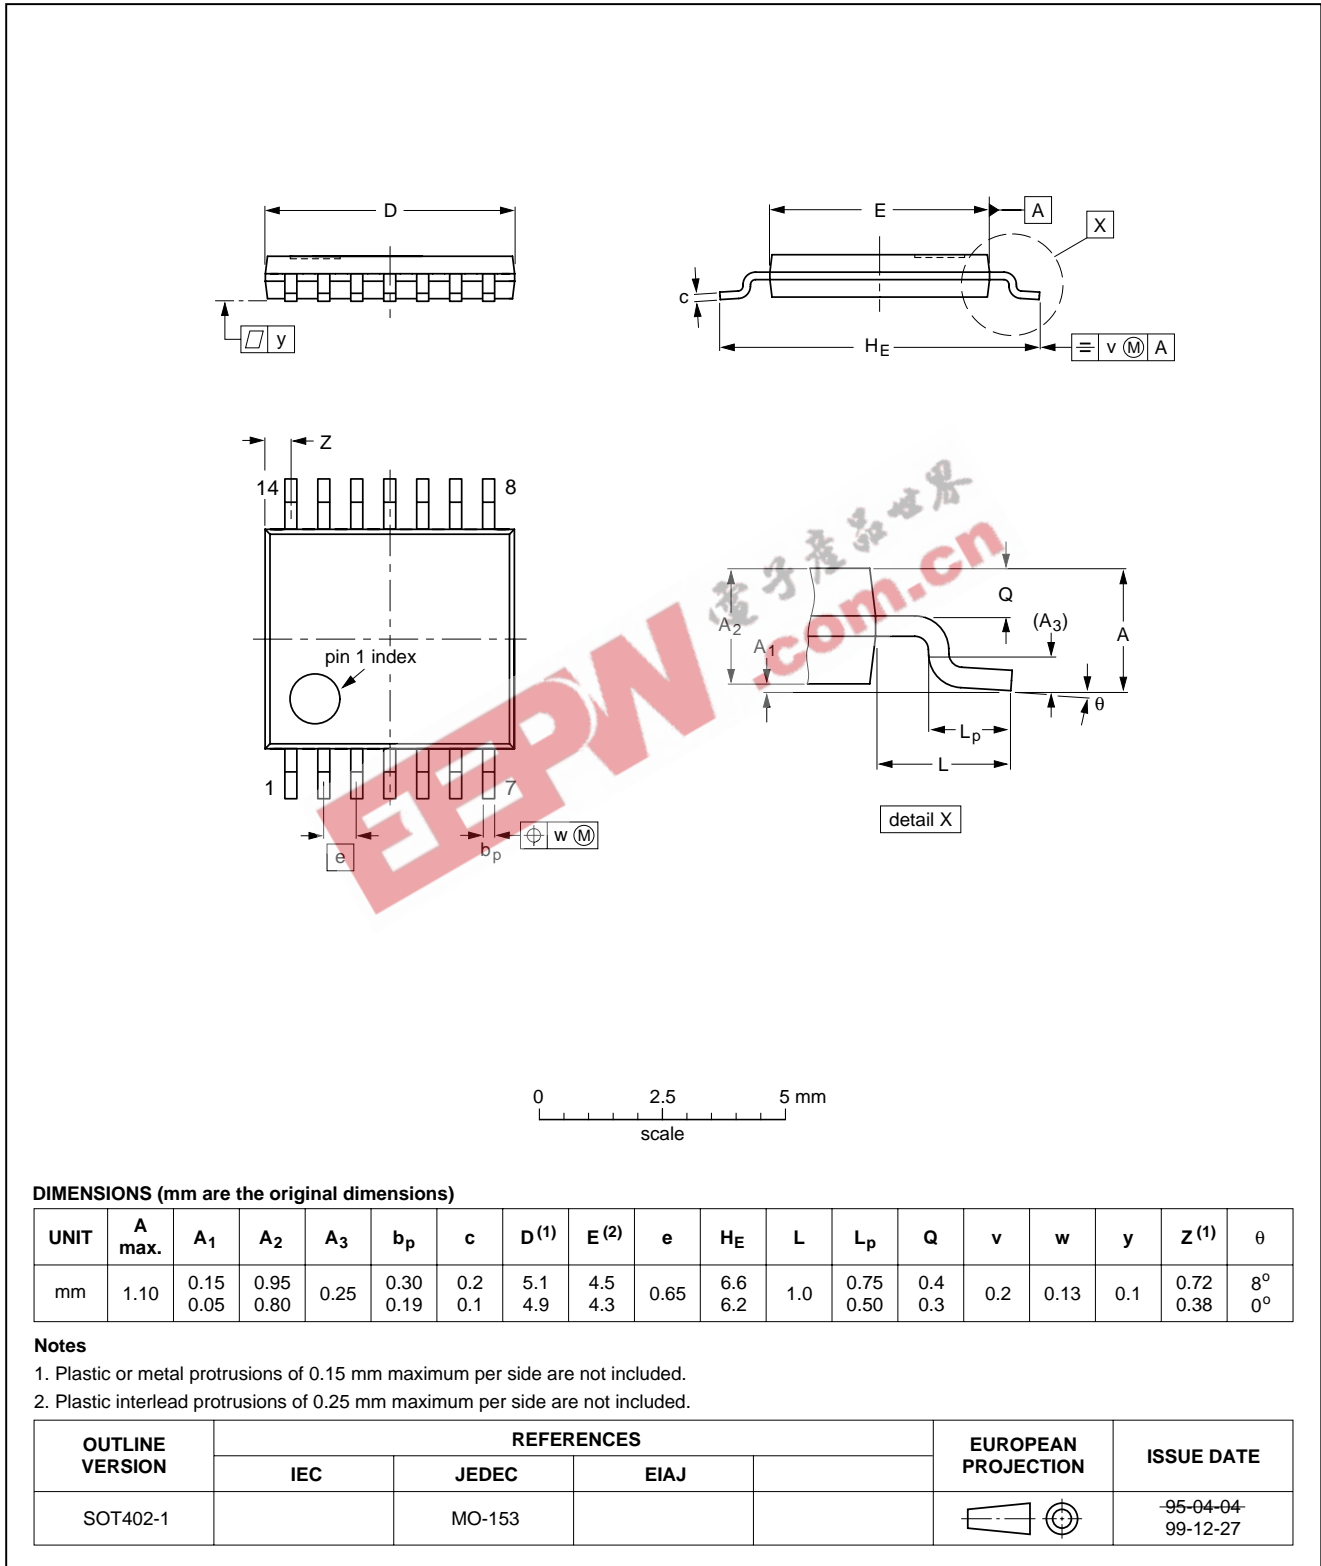 D
E
A
X
c
y
HE
v M A
Z
14
8
pin 1 index
1
7
e
bp
w M
電子產品世界
EEPW
.com.cn
A2
A1
Q
(A3)
A
θ
Lp
L
detail X
0 2.5 5 mm
scale
DIMENSIONS (mm are the original dimensions)
UNIT A max. A1 A2 A3 bp c D(1) E(2) e HE L Lp Q v w y Z(1) θ
mm 1.10 0.15 0.05 0.95 0.80 0.25 0.30 0.19 0.2 0.1 5.1 4.9 4.5 4.3 0.65 6.6 6.2 1.0 0.75 0.50 0.4 0.3 0.2 0.13 0.1 0.72 0.38 8° 0°
Notes
1. Plastic or metal protrusions of 0.15 mm maximum per side are not included.
2. Plastic interlead protrusions of 0.25 mm maximum per side are not included.
OUTLINE VERSION REFERENCES EUROPEAN PROJECTION ISSUE DATE
IEC JEDEC EIAJ
SOT402-1 MO-153 95-04-04
99-12-27